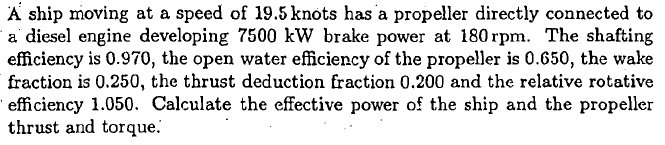 A ship moving at a speed of 19.5 knots has a propeller directly connected to
a diesel engine developing 7500 kW brake power at 180 rpm. The shafting
efficiency is 0.970, the open water efficiency of the propeller is 0.650, the wake
fraction is 0.250, the thrust deduction fraction 0.200 and the relative rotative
efficiency 1.050. Calculate the effective power of the ship and the propeller
thrust and torque.